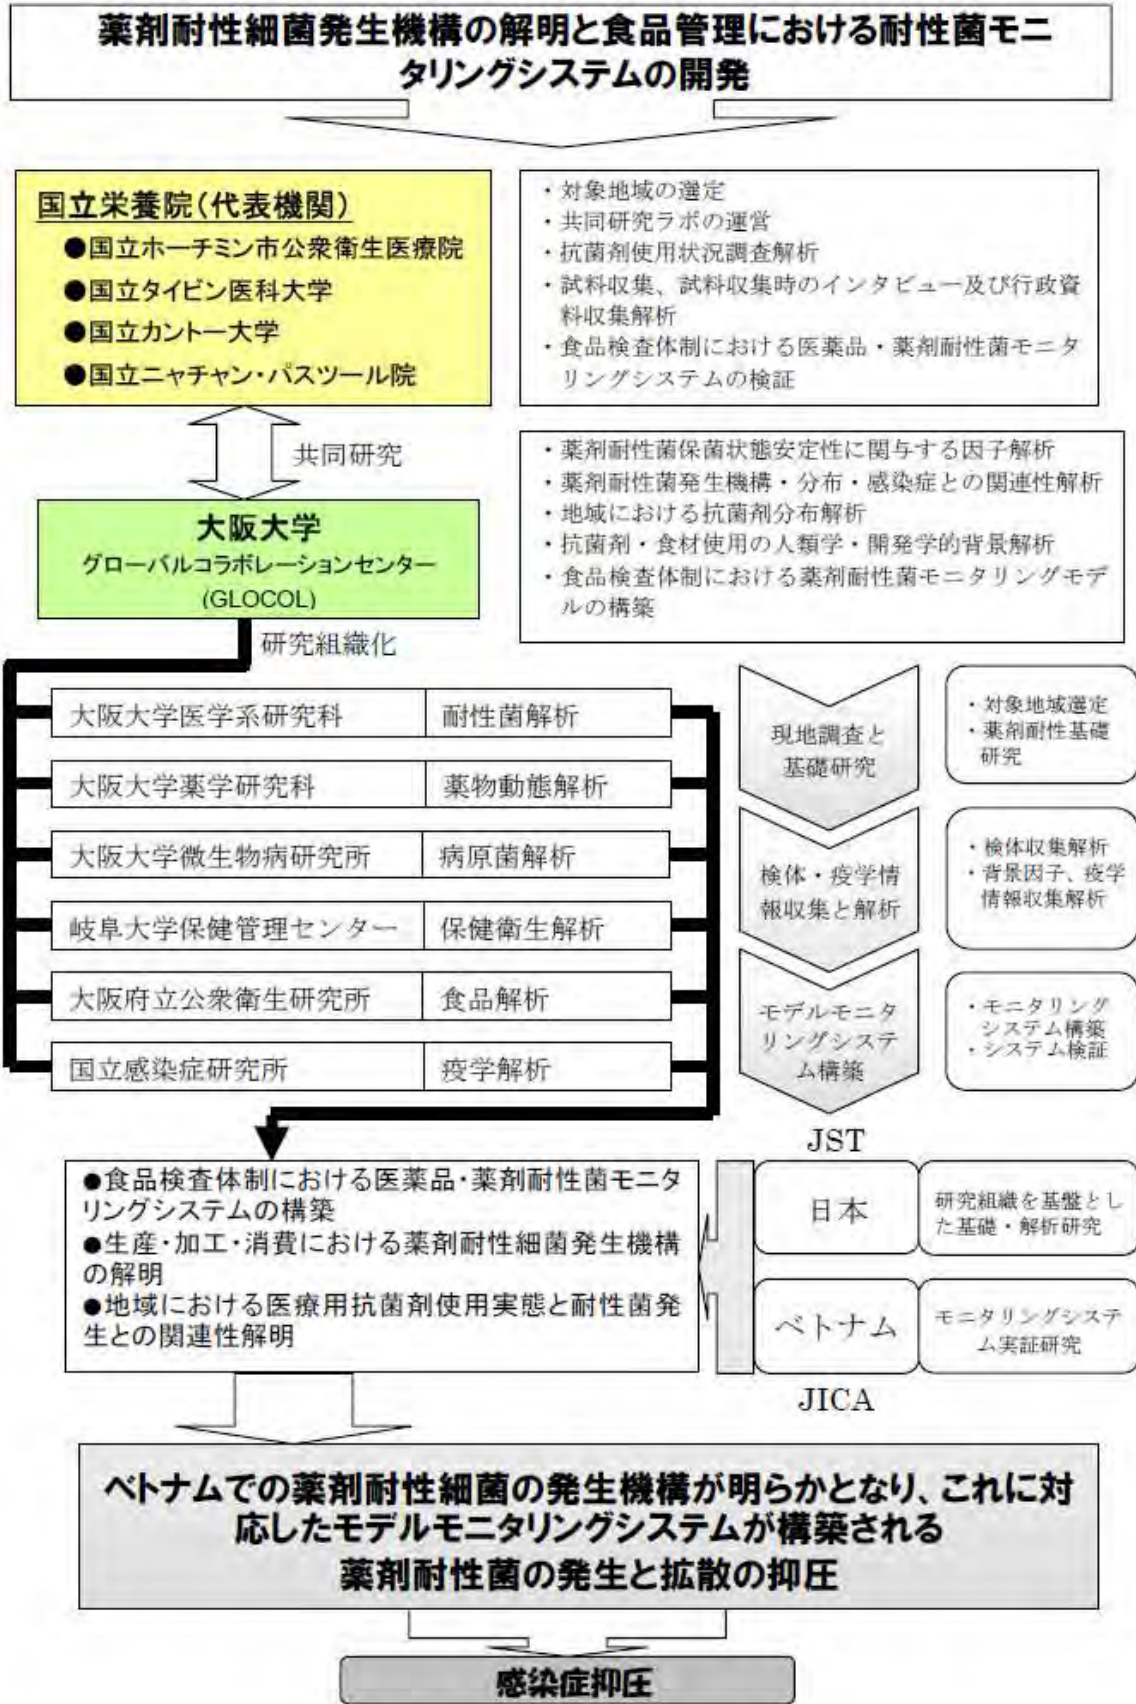 薬剤耐性細菌発生機構の解明と食品管理における耐性菌モニ
タリングシステムの開発
国立栄養院(代表機関)
●国立ホーチミン市公衆衛生医療院
●国立タイビン医科大学
●国立カントー大学
●国立ニャチャン・パスツール院
・対象地域の選定
・共同研究ラボの運営
・抗菌剤使用状況調査解析
・試料収集、試料収集時のインタビュー及び行政資
料収集解析
・食品検査体制における医薬品・薬剤耐性菌モニタ
リングシステムの検証
共同研究
大阪大学
グローバルコラボレーションセンター
(GLOCOL)
・薬剤耐性菌保菌状態安定性に関与する因子解析
・薬剤耐性菌発生機構・分布・感染症との関連性解析
・地域における抗菌剤分布解析
・抗菌剤・食材使用の人類学・開発学的背景解析
・食品検査体制における薬剤耐性菌モニタリングモデ
ルの構築
研究組織化
大阪大学医学系研究科 耐性菌解析
大阪大学薬学研究科 薬物動態解析
大阪大学微生物病研究所 病原菌解析
岐阜大学保健管理センター 保健衛生解析
大阪府立公衆衛生研究所 食品解析
国立感染症研究所 疫学解析
現地調査と
基礎研究
・対象地域選定
・薬剤耐性基礎
研究
検体・疫学情
報収集と解析
・検体収集解析
・背景因子、疫学
情報収集解析
モデルモニタ
リングシステ
ム構築
・モニタリング
システム構築
・システム検証
JST
●食品検査体制における医薬品・薬剤耐性菌モニタ
リングシステムの構築
●生産・加工・消費における薬剤耐性細菌発生機構
の解明
●地域における医療用抗菌剤使用実態と耐性菌発
生との関連性解明
日本
研究組織を基盤とし
た基礎・解析研究
ベトナム
モニタリングシステ
ム実証研究
JICA
ベトナムでの薬剤耐性細菌の発生機構が明らかとなり、これに対
応したモデルモニタリングシステムが構築される
薬剤耐性菌の発生と拡散の抑圧
感染症抑圧